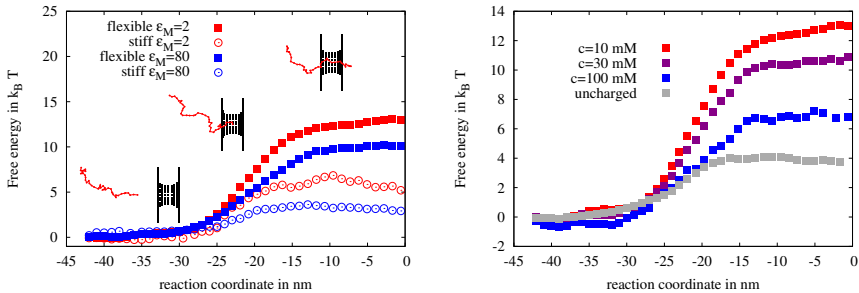 Free energy in k_B T
25
20
15
10
5
0
flexible ε_M=2
stiff ε_M=2
flexible ε_M=80
stiff ε_M=80
-45 -40 -35 -30 -25 -20 -15 -10 -5 0
reaction coordinate in nm
Free energy in k_B T
14
12
10
8
6
4
2
0
-2
c=10 mM
c=30 mM
c=100 mM
uncharged
-45 -40 -35 -30 -25 -20 -15 -10 -5 0
reaction coordinate in nm